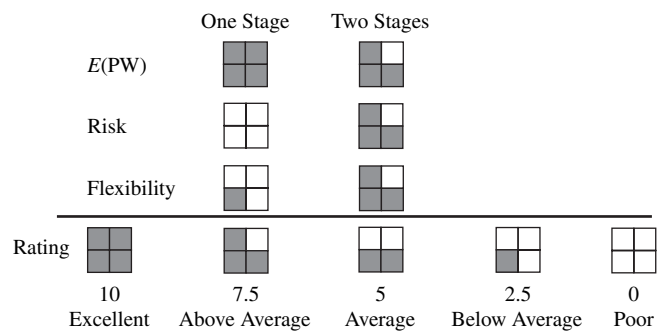 One Stage Two Stages
E(PW)
Risk
Flexibility
Rating
10 7.5 5 2.5 0
Excellent Above Average Average Below Average Poor